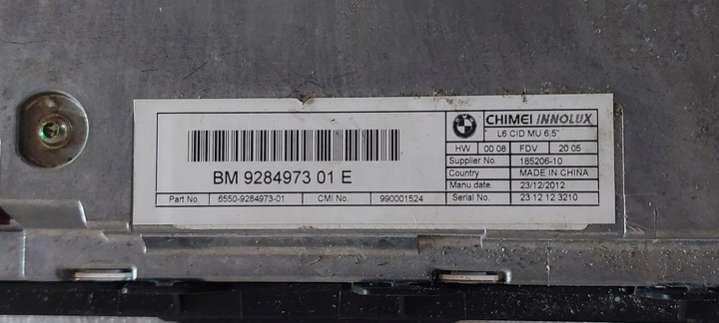 BM 9284973 01 E
Part No. 6550-9284973-01 CMI No. 990001524
CHIMEI INNOLUX
L6 CID MU 6.5"
HW 00 08 FDV 20 05
Supplier No. 185206-10
Country MADE IN CHINA
Manu date. 23/12/2012
Serial No. 23 12 12 3210